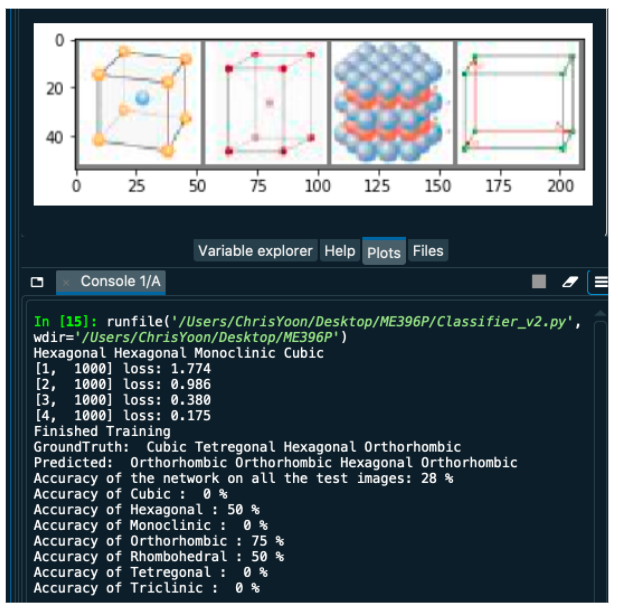 0
20
40
0 25 50 75 100 125 150 175 200
Variable explorer Help Plots Files
× Console 1/A
In [15]: runfile('/Users/ChrisYoon/Desktop/ME396P/Classifier_v2.py',
wdir='/Users/ChrisYoon/Desktop/ME396P')
Hexagonal Hexagonal Monoclinic Cubic
[1,  1000] loss: 1.774
[2,  1000] loss: 0.986
[3,  1000] loss: 0.380
[4,  1000] loss: 0.175
Finished Training
GroundTruth:  Cubic Tetregonal Hexagonal Orthorhombic
Predicted:  Orthorhombic Orthorhombic Hexagonal Orthorhombic
Accuracy of the network on all the test images: 28 %
Accuracy of Cubic :  0 %
Accuracy of Hexagonal : 50 %
Accuracy of Monoclinic :  0 %
Accuracy of Orthorhombic : 75 %
Accuracy of Rhombohedral : 50 %
Accuracy of Tetregonal :  0 %
Accuracy of Triclinic :  0 %